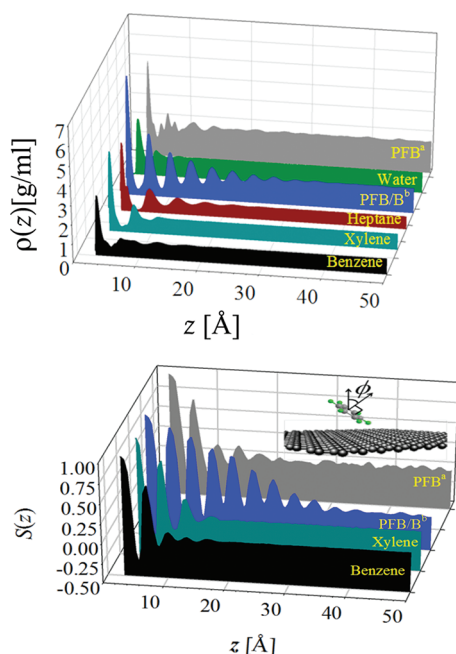 ρ(z)[g/ml]
7
6
5
4
3
2
1
0
PFBᵃ
Water
PFB/Bᵇ
Heptane
Xylene
Benzene
10 20 30 40 50
z [Å]
ϕ
S(z)
1.00
0.75
0.50
0.25
0.00
-0.25
-0.50
PFBᵃ
PFB/Bᵇ
Xylene
Benzene
10 20 30 40 50
z [Å]